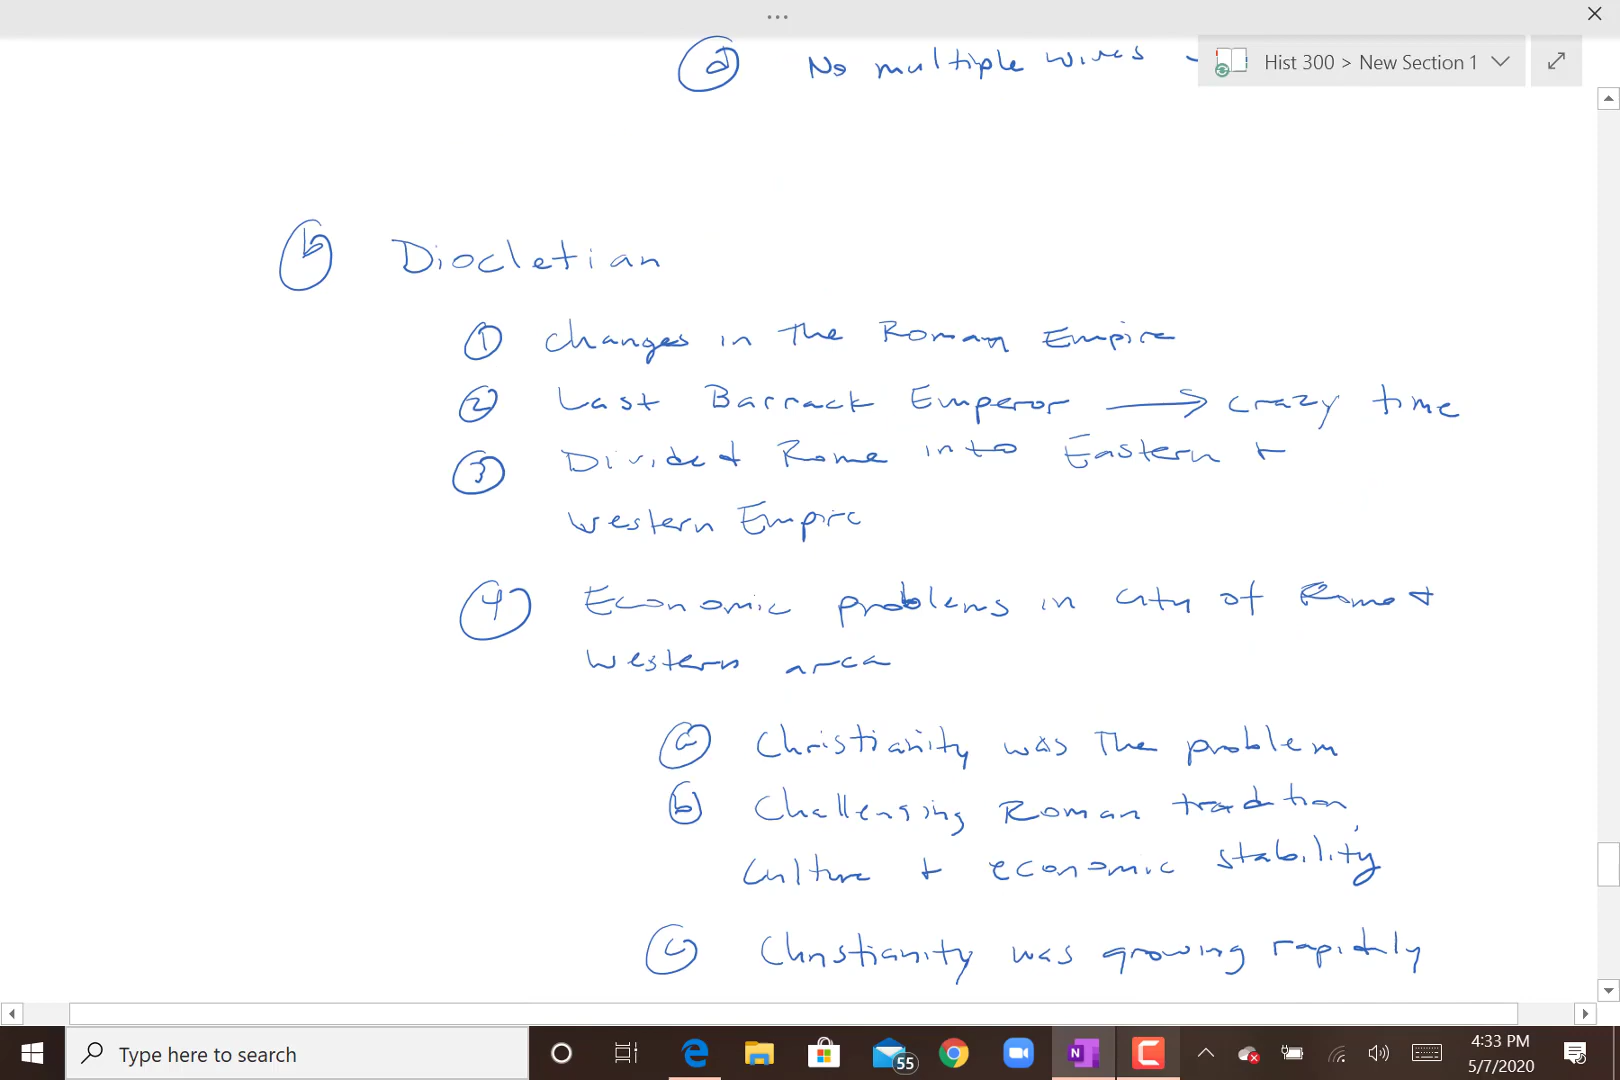 d No multiple wives -
Hist 300 > New Section 1
b Diocletian
1 changes in the Roman Empire
2 Last Barrack Emperor → crazy time
3 Divided Rome into Eastern +
Western Empire
4 Economic problems in city of Rome +
Western area
a Christianity was the problem
b Challenging Roman tradition,
culture + economic stability
c Christianity was growing rapidly
Type here to search
55
N
4:33 PM
5/7/2020